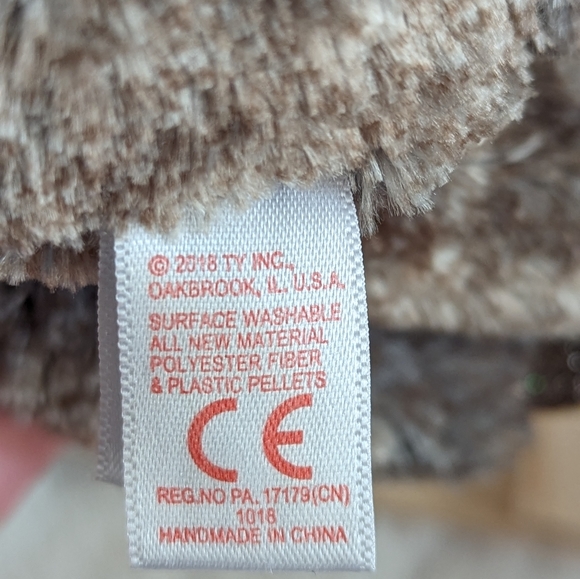 © 2018 TY INC.,
OAKBROOK, IL. U.S.A.
SURFACE WASHABLE
ALL NEW MATERIAL
POLYESTER FIBER
& PLASTIC PELLETS
CE
REG.NO PA. 17179(CN)
1018
HANDMADE IN CHINA